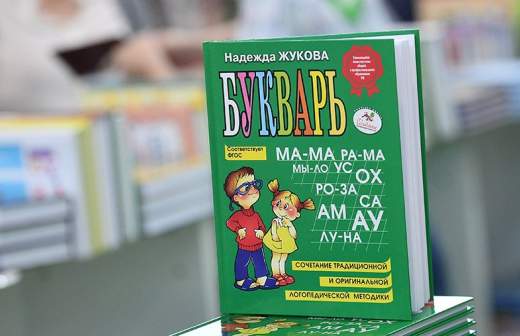 Надежда ЖУКОВА
БУКВАРЬ
Соответствует
ФГОС
МА-МА РА-МА
МЫ-ЛО УС
ОХ
РО-ЗА
СА
АМ АУ
ЛУ-НА
СОЧЕТАНИЕ ТРАДИЦИОННОЙ
И ОРИГИНАЛЬНОЙ
ЛОГОПЕДИЧЕСКОЙ МЕТОДИКИ